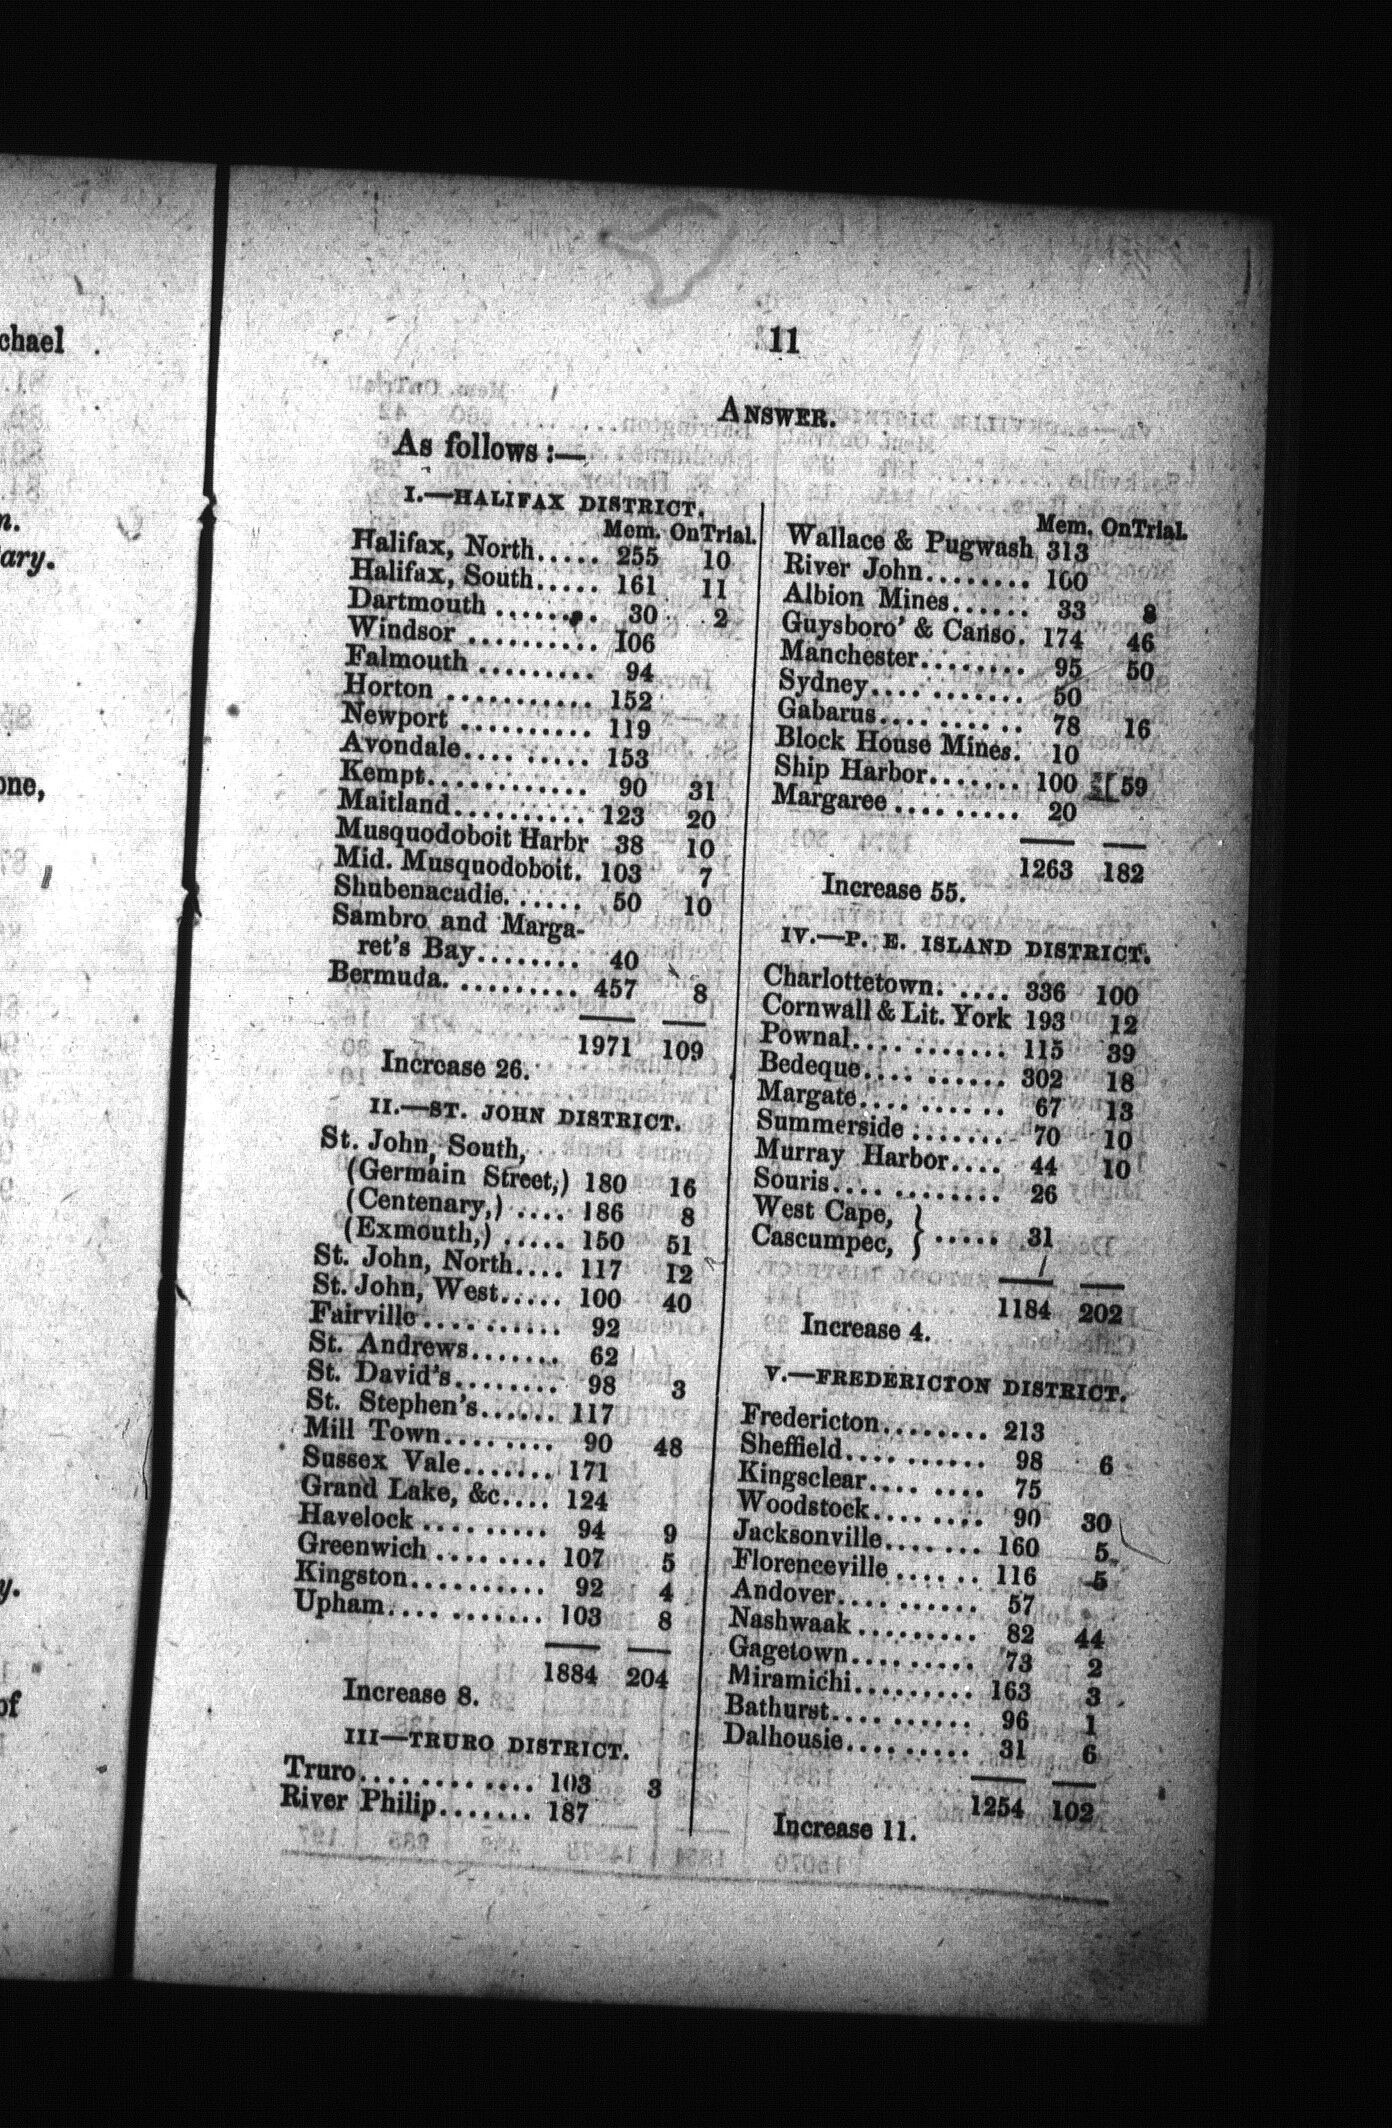 chael
n.
ary.
one,
y.
of
11
ANSWER.
As follows :—
I.—HALIFAX DISTRICT.
Mem. OnTrial.
Halifax, North..... 255 10
Halifax, South..... 161 11
Dartmouth ........ 30 2
Windsor .......... 106
Falmouth ......... 94
Horton ........... 152
Newport .......... 119
Avondale.... ..... 153
Kempt............ 90 31
Maitland.......... 123 20
Musquodoboit Harbr 38 10
Mid. Musquodoboit. 103 7
Shubenacadie...... 50 10
Sambro and Marga-
ret's Bay........ 40
Bermuda. ......... 457 8
1971 109
Increase 26.
II.—ST. JOHN DISTRICT.
St. John, South,
(Germain Street,) 180 16
(Centenary,) .... 186 8
(Exmouth,) ..... 150 51
St. John, North.... 117 12
St. John, West..... 100 40
Fairville.......... 92
St. Andrews....... 62
St. David's........ 98 3
St. Stephen's...... 117
Mill Town.... .... 90 48
Sussex Vale....... 171
Grand Lake, &c.... 124
Havelock ......... 94 9
Greenwich ........ 107 5
Kingston.......... 92 4
Upham.... ....... 103 8
1884 204
Increase 8.
III—TRURO DISTRICT.
Truro.... ........ 103 3
River Philip....... 187
Mem. OnTrial.
Wallace & Pugwash 313
River John........ 100
Albion Mines...... 33 8
Guysboro' & Canso. 174 46
Manchester........ 95 50
Sydney.... ....... 50
Gabarus.... .... .. 78 16
Block House Mines. 10
Ship Harbor....... 100 59
Margaree .... ..... 20
1263 182
Increase 55.
IV.—P. E. ISLAND DISTRICT.
Charlottetown. .... 336 100
Cornwall & Lit. York 193 12
Pownal.... ....... 115 39
Bedeque.... ...... 302 18
Margate.... .... .. 67 13
Summerside ....... 70 10
Murray Harbor.... 44 10
Souris.... ........ 26
West Cape, }
Cascumpec, } ..... 31
1184 202
Increase 4.
V.—FREDERICTON DISTRICT.
Fredericton........ 213
Sheffield.... ...... 98 6
Kingsclear.... .... 75
Woodstock.... .... 90 30
Jacksonville....... 160 5
Florenceville ...... 116 5
Andover.... ...... 57
Nashwaak ......... 82 44
Gagetown......... 73 2
Miramichi......... 163 3
Bathurst.... ...... 96 1
Dalhousie......... 31 6
1254 102
Increase 11.